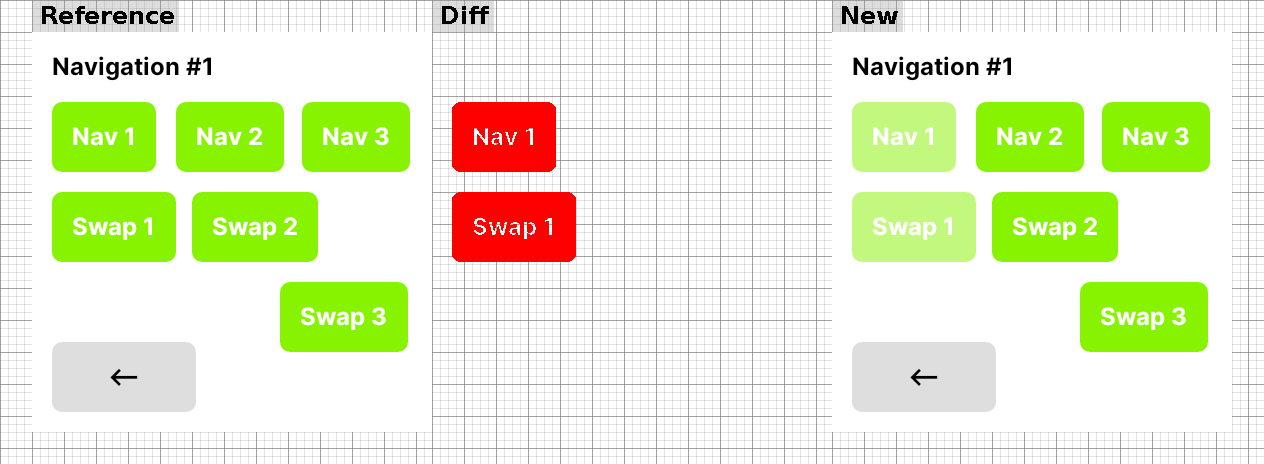 Reference
Navigation #1
Nav 1
Nav 2
Nav 3
Swap 1
Swap 2
Swap 3
←
Diff
Nav 1
Swap 1
New
Navigation #1
Nav 1
Nav 2
Nav 3
Swap 1
Swap 2
Swap 3
←